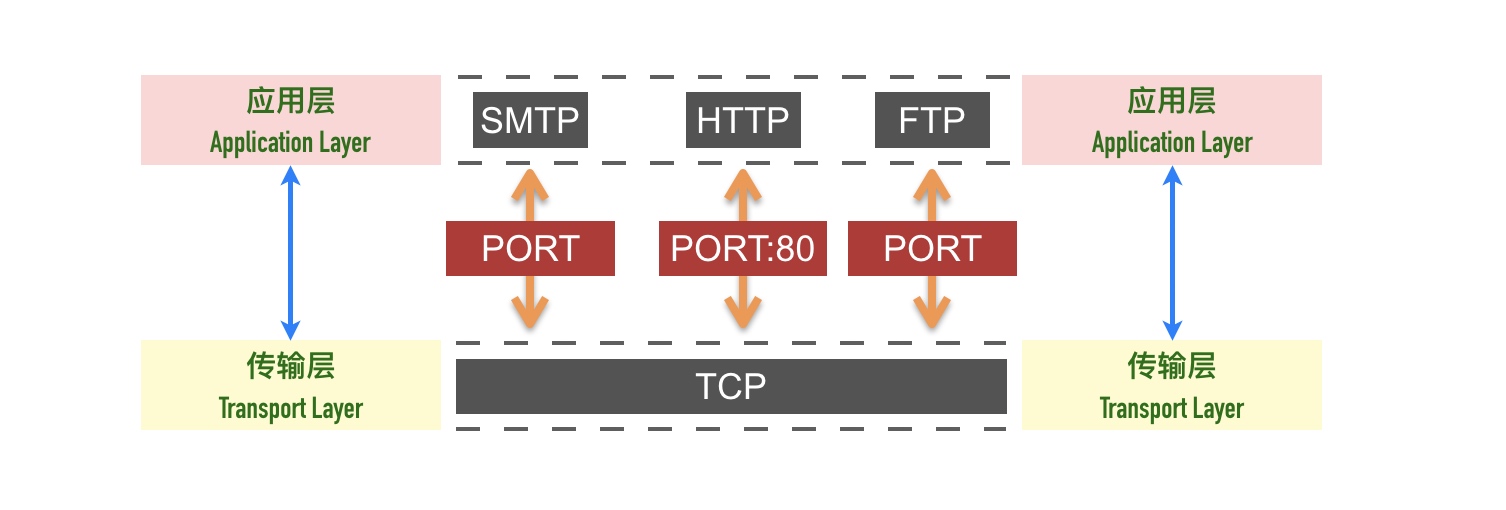 应用层
Application Layer
SMTP
HTTP
FTP
应用层
Application Layer
PORT
PORT:80
PORT
传输层
Transport Layer
TCP
传输层
Transport Layer